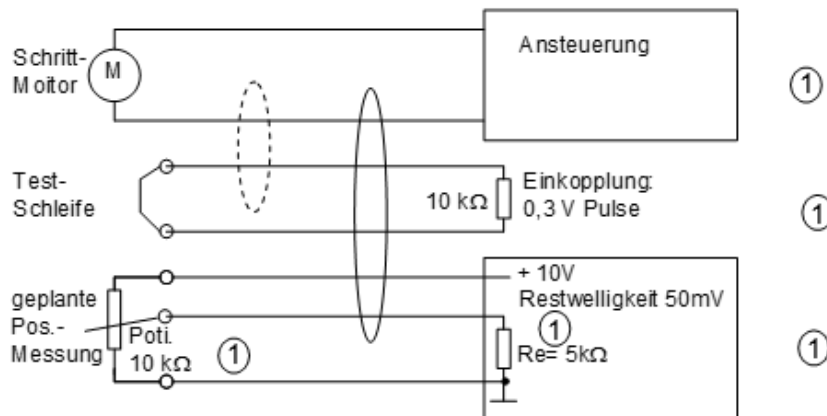 Ansteuerung
Schritt-
Moitor
M
1
Test-
Schleife
10 kΩ
Einkopplung:
0,3 V Pulse
1
+ 10V
Restwelligkeit 50mV
geplante
Pos.-
Messung
Poti.
10 kΩ
1
1
Re= 5kΩ
1